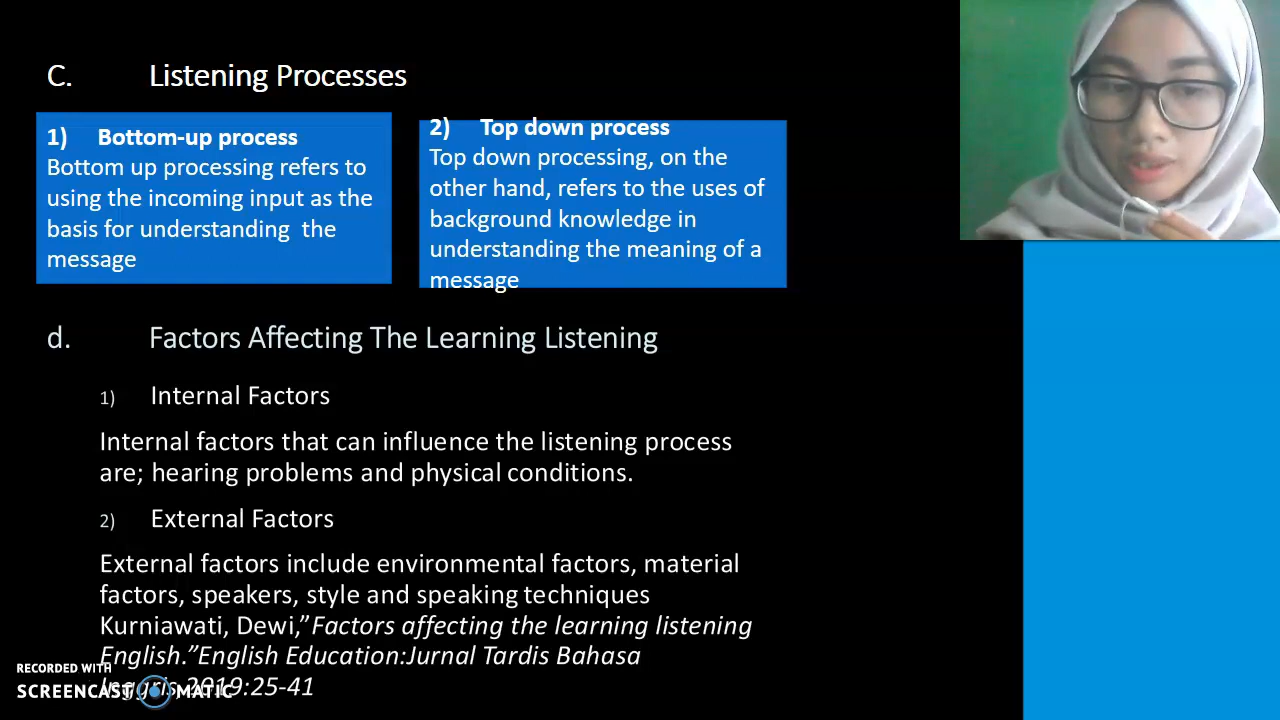 C. Listening Processes
1) Bottom-up process
Bottom up processing refers to
using the incoming input as the
basis for understanding the
message
2) Top down process
Top down processing, on the
other hand, refers to the uses of
background knowledge in
understanding the meaning of a
message
d. Factors Affecting The Learning Listening
1) Internal Factors
Internal factors that can influence the listening process
are; hearing problems and physical conditions.
2) External Factors
External factors include environmental factors, material
factors, speakers, style and speaking techniques
Kurniawati, Dewi,”Factors affecting the learning listening
English.”English Education:Jurnal Tardis Bahasa
Inggris 2019:25-41
RECORDED WITH
SCREENCAST MATIC